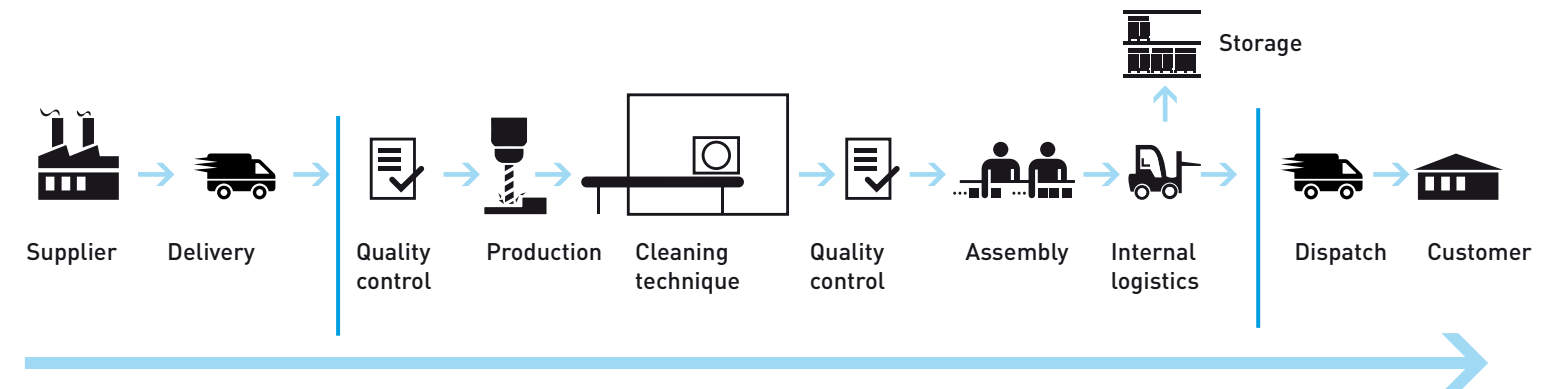 Storage
Supplier
Delivery
Quality
control
Production
Cleaning
technique
Quality
control
Assembly
Internal
logistics
Dispatch
Customer